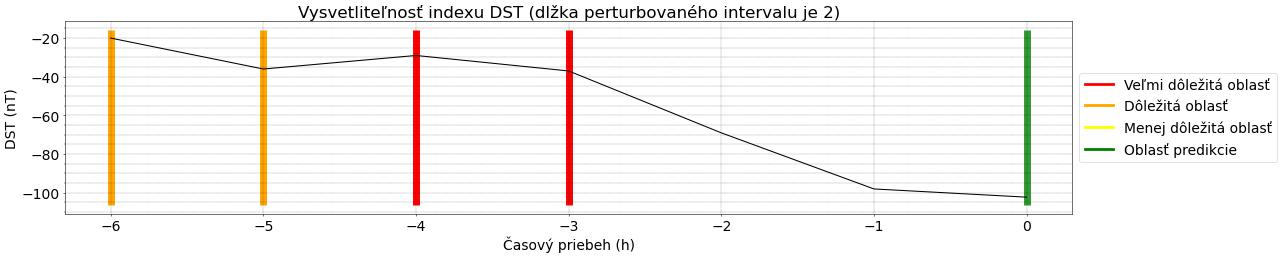 Vysvetliteľnosť indexu DST (dĺžka perturbovaného intervalu je 2)
DST (nT)
−20
−40
−60
−80
−100
−6
−5
−4
−3
−2
−1
0
Časový priebeh (h)
Veľmi dôležitá oblasť
Dôležitá oblasť
Menej dôležitá oblasť
Oblasť predikcie